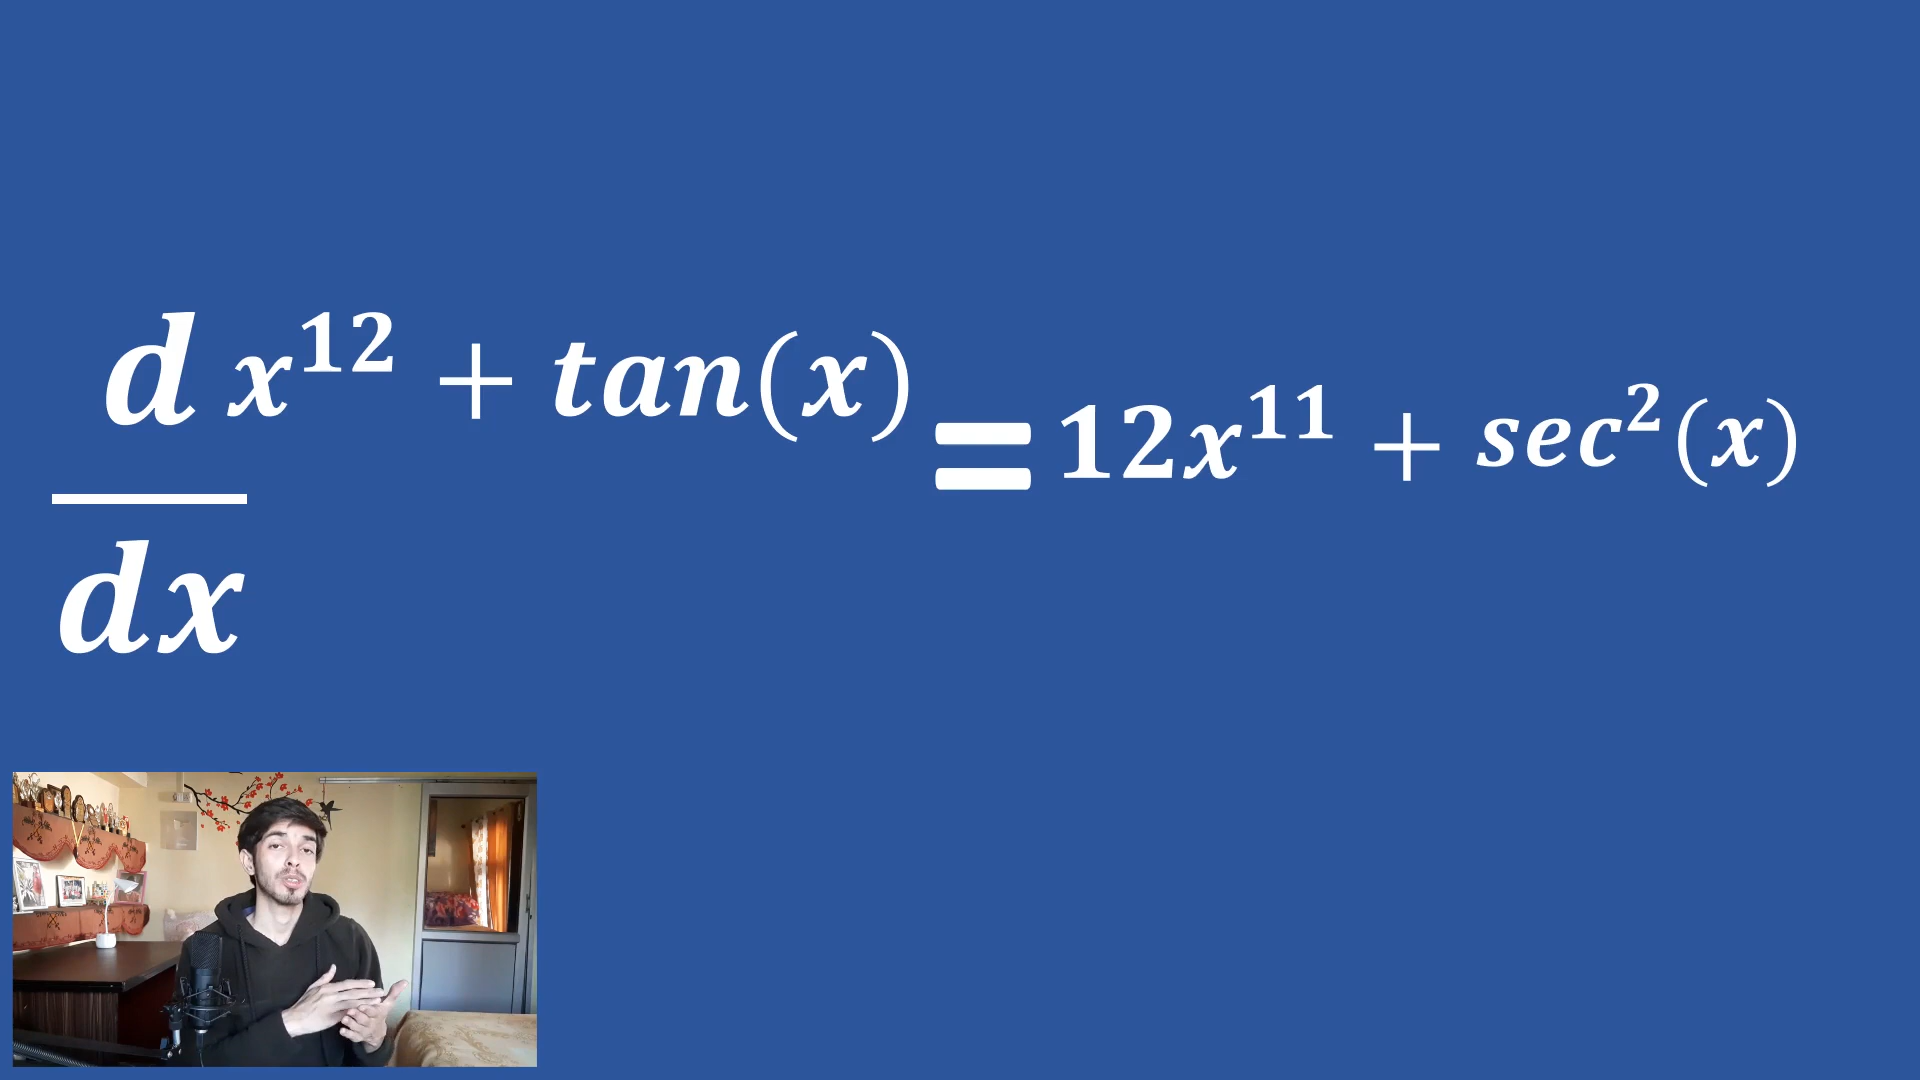 d x¹² + tan(x) = 12x¹¹ + sec²(x)
dx